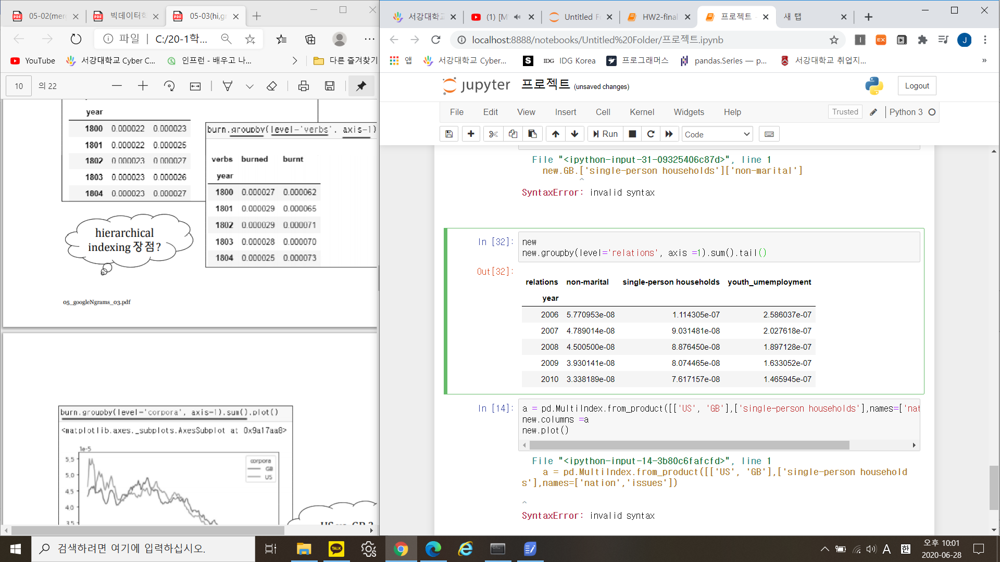 05-02(mer
빅데이터학
05-03(hi,gr
파일
C:/20-1학...
YouTube
서강대학교 Cyber C...
인프런 - 배우고 나...
다른 즐겨찾기
10
의 22
year
1800 0.000022 0.000023
1801 0.000022 0.000025
1802 0.000023 0.000027
1803 0.000023 0.000026
1804 0.000023 0.000027
burn.groupby(level='verbs', axis=1)
verbs burned burnt
year
1800 0.000027 0.000062
1801 0.000029 0.000065
1802 0.000029 0.000071
1803 0.000028 0.000070
1804 0.000025 0.000073
hierarchical
indexing 장점?
05_googleNgrams_03.pdf
burn.groupby(level='corpora', axis=1).sum().plot()
<matplotlib.axes._subplots.AxesSubplot at 0x9a17aa8>
1e-5
5.5
5.0
4.5
4.0
3.5
corpora
GB
US
US vs. GB ?
서강대학교
(1) [M
Untitled Fo
HW2-final
프로젝트
새 탭
localhost:8888/notebooks/Untitled%20Folder/프로젝트.ipynb
EX
J
앱
서강대학교 Cyber...
S
IDG IDG Korea
프로그래머스
pandas.Series — p...
서강대학교 취업지...
»
jupyter 프로젝트 (unsaved changes)
Logout
File Edit View Insert Cell Kernel Widgets Help
Trusted
Python 3
Run
Code
File "<ipython-input-31-09325406c87d>", line 1
new.GB.['single-person households']['non-marital']
^
SyntaxError: invalid syntax
In [32]:
new
new.groupby(level='relations', axis =1).sum().tail()
Out[32]:
relations non-marital single-person households youth_umemployment
year
2006 5.770953e-08 1.114305e-07 2.586037e-07
2007 4.789014e-08 9.031481e-08 2.027618e-07
2008 4.500500e-08 8.876450e-08 1.897128e-07
2009 3.930141e-08 8.074465e-08 1.633052e-07
2010 3.338189e-08 7.617157e-08 1.465945e-07
In [14]:
a = pd.MultiIndex.from_product([['US', 'GB'],['single-person households'],names=['nat
new.columns =a
new.plot()
File "<ipython-input-14-3b80c6fafcfd>", line 1
a = pd.MultiIndex.from_product([['US', 'GB'],['single-person household
s'],names=['nation','issues'])
^
SyntaxError: invalid syntax
검색하려면 여기에 입력하십시오.
TALK
A
한
오후 10:01
2020-06-28